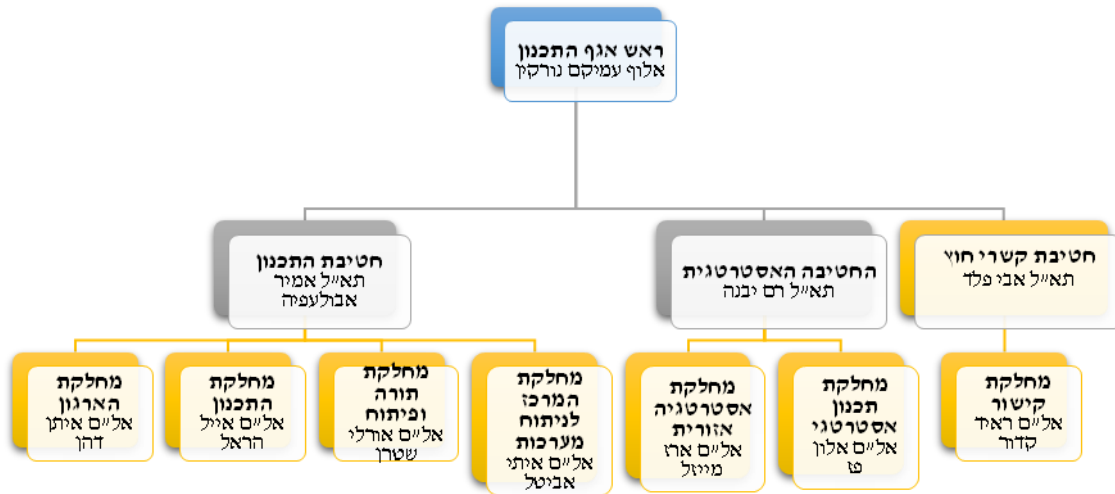 ראש אגף התכנון
אלוף עמיקם נורקין
חטיבת קשרי חוץ
תא״ל אבי פלד
החטיבה האסטרטגית
תא״ל רם יבנה
חטיבת התכנון
תא״ל אמיר
אבולעפיה
מחלקת
קישור
אל״ם ראיד
קדור
מחלקת
תכנון
אסטרטגי
אל״ם אלון
פז
מחלקת
אסטרטגיה
אזורית
אל״ם ארז
מייזל
מחלקת
המרכז
לניתוח
מערכות
אל״ם איתי
אביטל
מחלקת
תורה
ופיתוח
אל״ם אורלי
שטרן
מחלקת
התכנון
אל״ם אייל
הראל
מחלקת
הארגון
אל״ם איתן
דהן